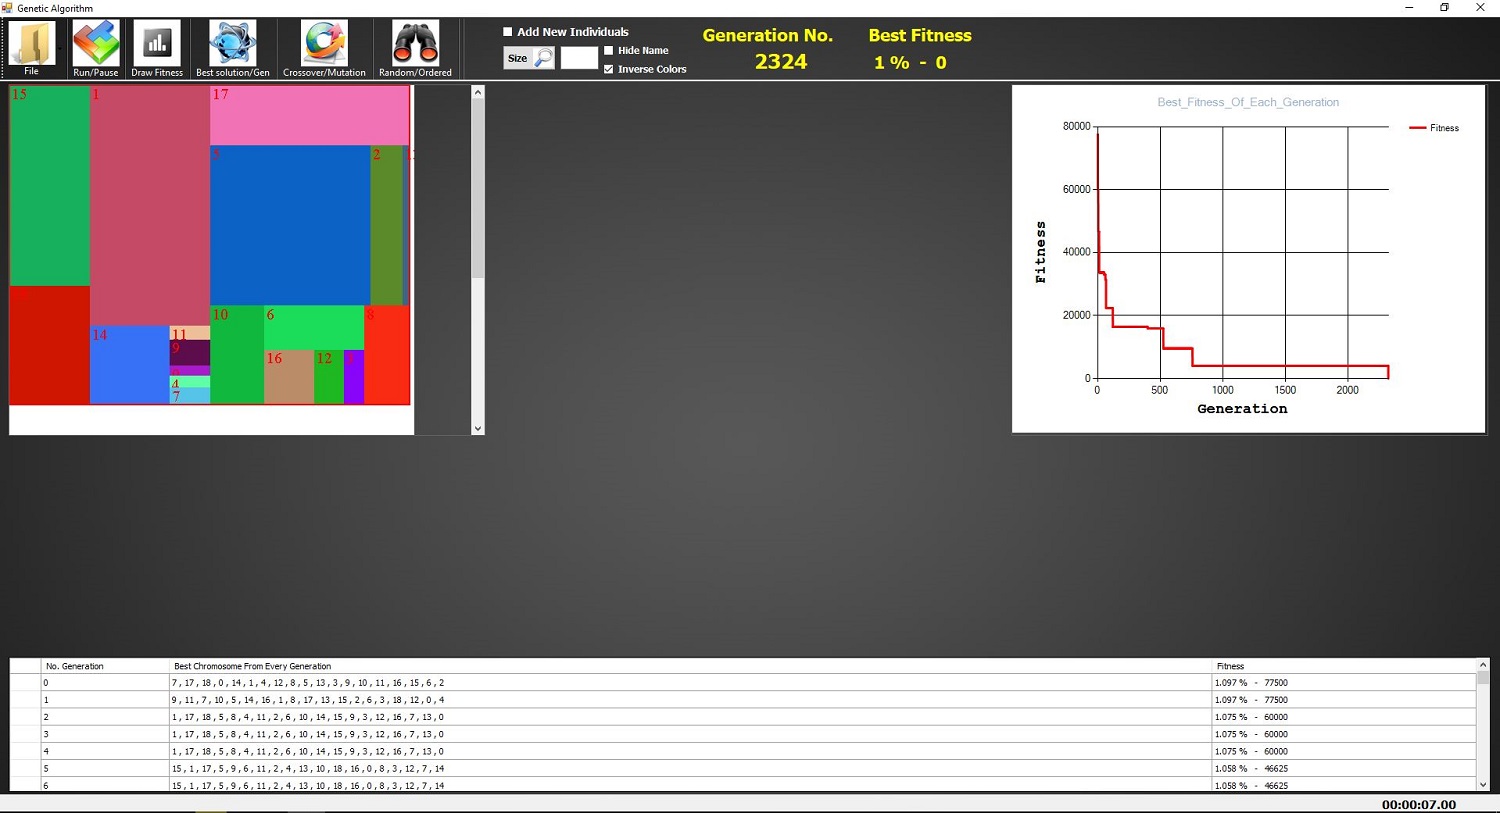 Genetic Algorithm
File
Run/Pause
Draw Fitness
Best solution/Gen
Crossover/Mutation
Random/Ordered
Add New Individuals
Size
Hide Name
Inverse Colors
Generation No.
2324
Best Fitness
1 % - 0
15
1
17
5
2
14
11
9
4
7
10
6
8
16
12
Best_Fitness_Of_Each_Generation
Fitness
80000
60000
40000
20000
0
Fitness
0 500 1000 1500 2000
Generation
No. Generation Best Chromosome From Every Generation Fitness
0 7 , 17 , 18 , 0 , 14 , 1 , 4 , 12 , 8 , 5 , 13 , 3 , 9 , 10 , 11 , 16 , 15 , 6 , 2 1.097 % - 77500
1 9 , 11 , 7 , 10 , 5 , 14 , 16 , 1 , 8 , 17 , 13 , 15 , 2 , 6 , 3 , 18 , 12 , 0 , 4 1.097 % - 77500
2 1 , 17 , 18 , 5 , 8 , 4 , 11 , 2 , 6 , 10 , 14 , 15 , 9 , 3 , 12 , 16 , 7 , 13 , 0 1.075 % - 60000
3 1 , 17 , 18 , 5 , 8 , 4 , 11 , 2 , 6 , 10 , 14 , 15 , 9 , 3 , 12 , 16 , 7 , 13 , 0 1.075 % - 60000
4 1 , 17 , 18 , 5 , 8 , 4 , 11 , 2 , 6 , 10 , 14 , 15 , 9 , 3 , 12 , 16 , 7 , 13 , 0 1.075 % - 60000
5 15 , 1 , 17 , 5 , 9 , 6 , 11 , 2 , 4 , 13 , 10 , 18 , 16 , 0 , 8 , 3 , 12 , 7 , 14 1.058 % - 46625
6 15 , 1 , 17 , 5 , 9 , 6 , 11 , 2 , 4 , 13 , 10 , 18 , 16 , 0 , 8 , 3 , 12 , 7 , 14 1.058 % - 46625
00:00:07.00